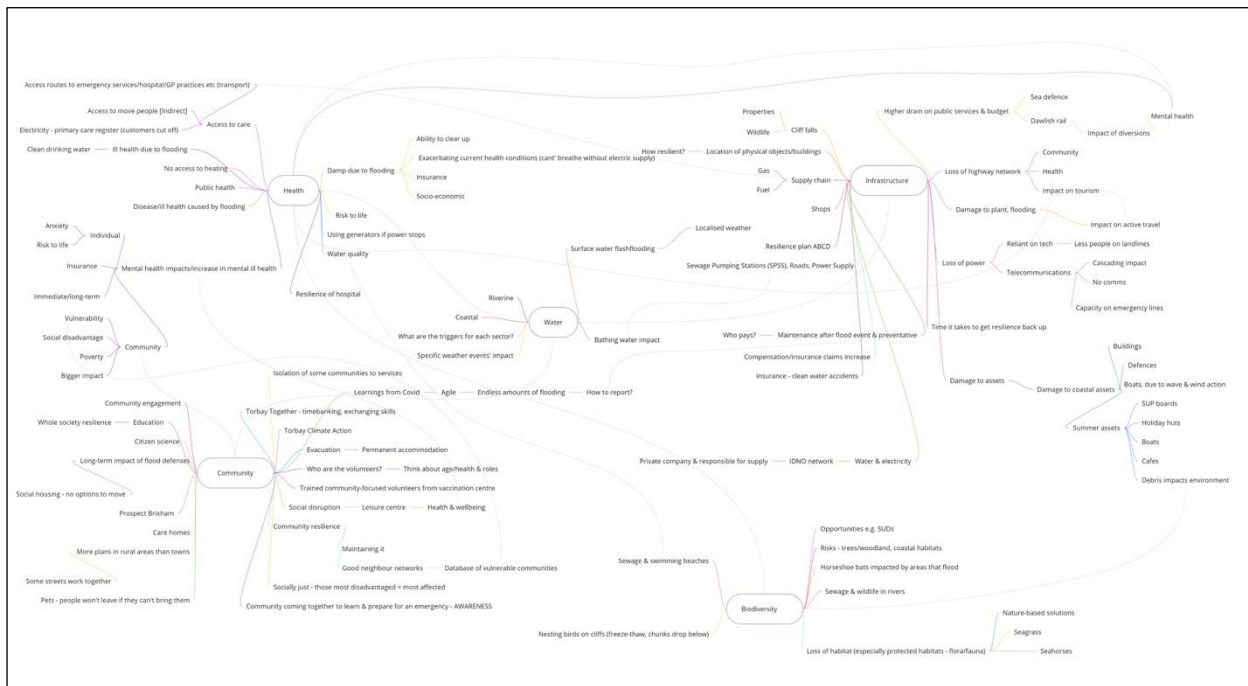 Access routes to emergency services/hospital/GP practices etc (transport)
Access to move people [Indirect]
Access to care
Electricity - primary care register (customers cut off)
Clean drinking water
Ill health due to flooding
No access to heating
Public health
Disease/Ill health caused by flooding
Anxiety
Individual
Risk to life
Insurance
Mental health impacts/increase in mental ill health
Immediate/long-term
Vulnerability
Social disadvantage
Community
Poverty
Bigger impact
Health
Ability to clear up
Damp due to flooding
Exacerbating current health conditions (cant' breathe without electric supply)
Insurance
Socio-economic
Risk to life
Using generators if power stops
Water quality
Resilience of hospital
Water
Riverine
Coastal
What are the triggers for each sector?
Specific weather events' impact
Surface water flashflooding
Localised weather
Bathing water impact
Sewage Pumping Stations (SPSS), Roads, Power Supply
Infrastructure
Properties
Wildlife
Cliff falls
How resilient?
Location of physical objects/buildings
Gas
Fuel
Supply chain
Shops
Resilience plan ABCD
Who pays?
Maintenance after flood event & preventative
Compensation/insurance claims increase
Insurance - clean water accidents
Private company & responsible for supply
IDNO network
Water & electricity
Higher drain on public services & budget
Sea defence
Dawlish rail
Impact of diversions
Mental health
Loss of highway network
Community
Health
Impact on tourism
Damage to plant, flooding
Impact on active travel
Loss of power
Reliant on tech
Less people on landlines
Telecommunications
Cascading impact
No comms
Capacity on emergency lines
Time it takes to get resilience back up
Damage to assets
Damage to coastal assets
Buildings
Defences
Boats, due to wave & wind action
Summer assets
SUP boards
Holiday huts
Boats
Cafes
Debris impacts environment
Community
Community engagement
Whole society resilience
Education
Citizen science
Long-term impact of flood defenses
Social housing - no options to move
Prospect Brixham
Care homes
More plans in rural areas than towns
Some streets work together
Pets - people won't leave if they can't bring them
Isolation of some communities to services
Learnings from Covid
Agile
Endless amounts of flooding
How to report?
Torbay Together - timebanking, exchanging skills
Torbay Climate Action
Evacuation
Permanent accommodation
Who are the volunteers?
Think about age/health & roles
Trained community-focused volunteers from vaccination centre
Social disruption
Leisure centre
Health & wellbeing
Community resilience
Maintaining it
Good neighbour networks
Database of vulnerable communities
Socially just - those most disadvantaged = most affected
Community coming together to learn & prepare for an emergency - AWARENESS
Biodiversity
Sewage & swimming beaches
Nesting birds on cliffs (freeze-thaw, chunks drop below)
Opportunities e.g. SUDs
Risks - trees/woodland, coastal habitats
Horseshoe bats impacted by areas that flood
Sewage & wildlife in rivers
Loss of habitat (especially protected habitats - flora/fauna)
Nature-based solutions
Seagrass
Seahorses